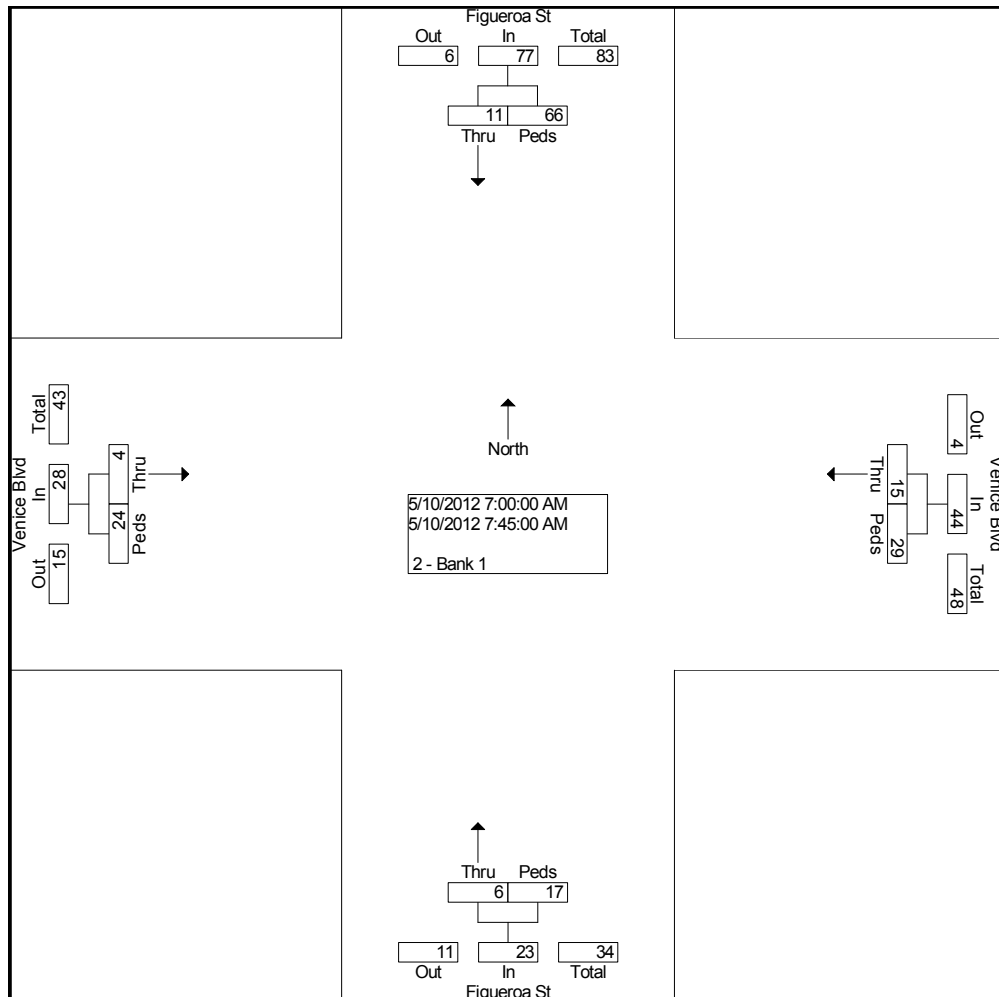 Figueroa St
Out In Total
6 77 83
11 66
Thru Peds
Venice Blvd
Total In Out
43 28 15
4 24
Thru Peds
North
5/10/2012 7:00:00 AM
5/10/2012 7:45:00 AM
2 - Bank 1
Thru Peds
15 29
4 44 48
Out In Total
Venice Blvd
Thru Peds
6 17
11 23 34
Out In Total
Figueroa St